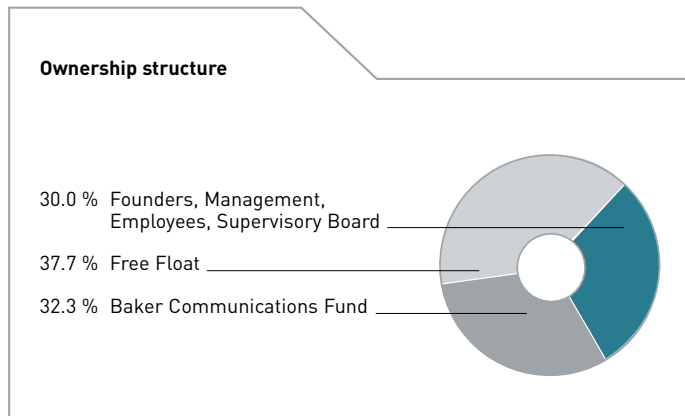 Ownership structure
30.0 % Founders, Management,
Employees, Supervisory Board
37.7 % Free Float
32.3 % Baker Communications Fund